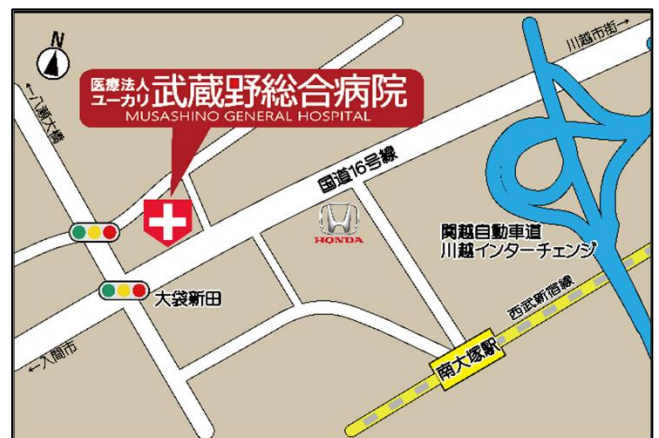 N
川越市街→
医療法人
ユーカリ
武蔵野総合病院
MUSASHINO GENERAL HOSPITAL
←八瀬大橋
国道16号線
HONDA
関越自動車道
川越インターチェンジ
大袋新田
西武新宿線
←入間市
南大塚駅